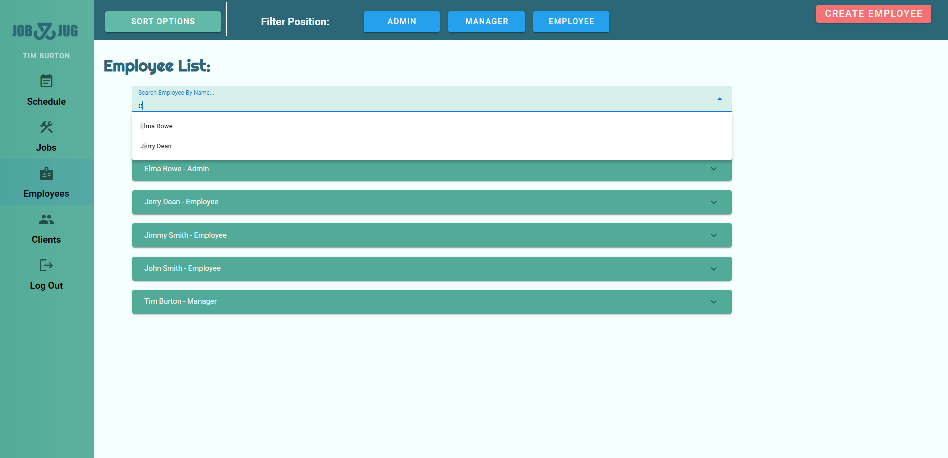 JOB JUG
TIM BURTON
Schedule
Jobs
Employees
Clients
Log Out
SORT OPTIONS
Filter Position:
ADMIN
MANAGER
EMPLOYEE
CREATE EMPLOYEE
Employee List:
Search Employee By Name...
e
Elma Rowe
Jerry Dean
Elma Rowe - Admin
Jerry Dean - Employee
Jimmy Smith - Employee
John Smith - Employee
Tim Burton - Manager